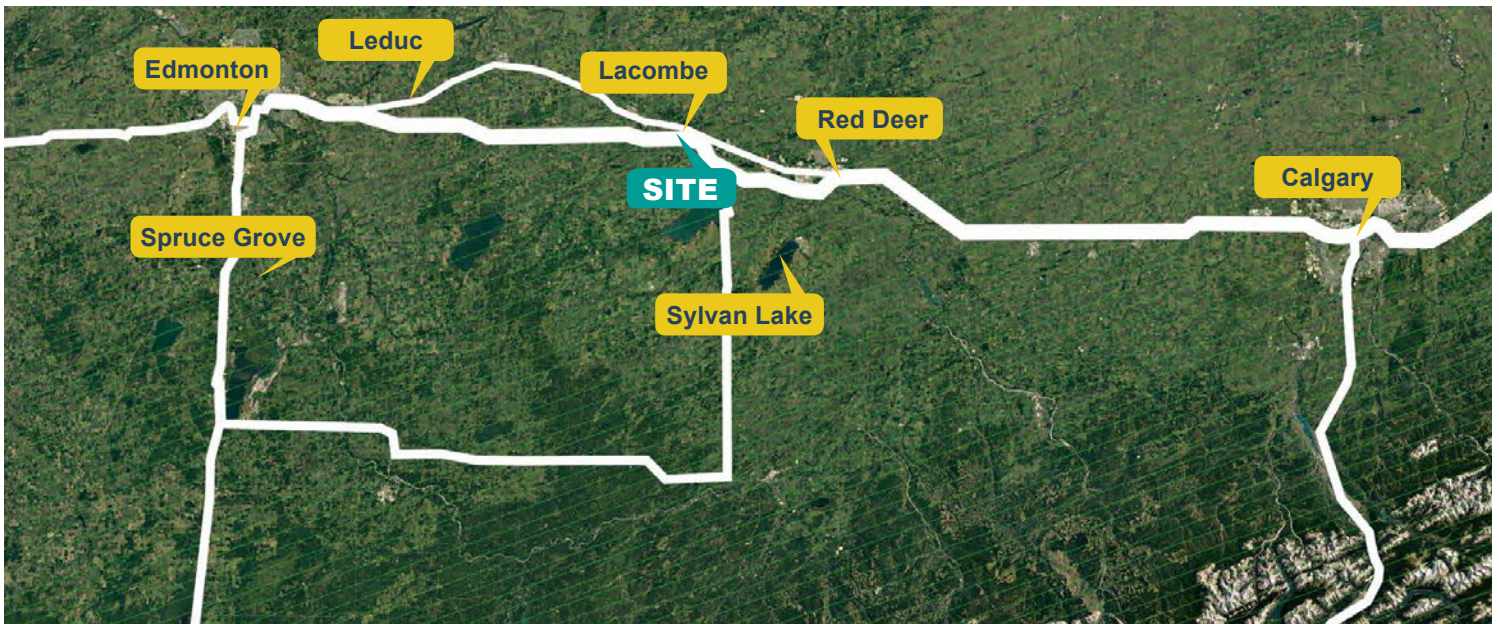 Leduc
Edmonton
Lacombe
Red Deer
Calgary
SITE
Spruce Grove
Sylvan Lake